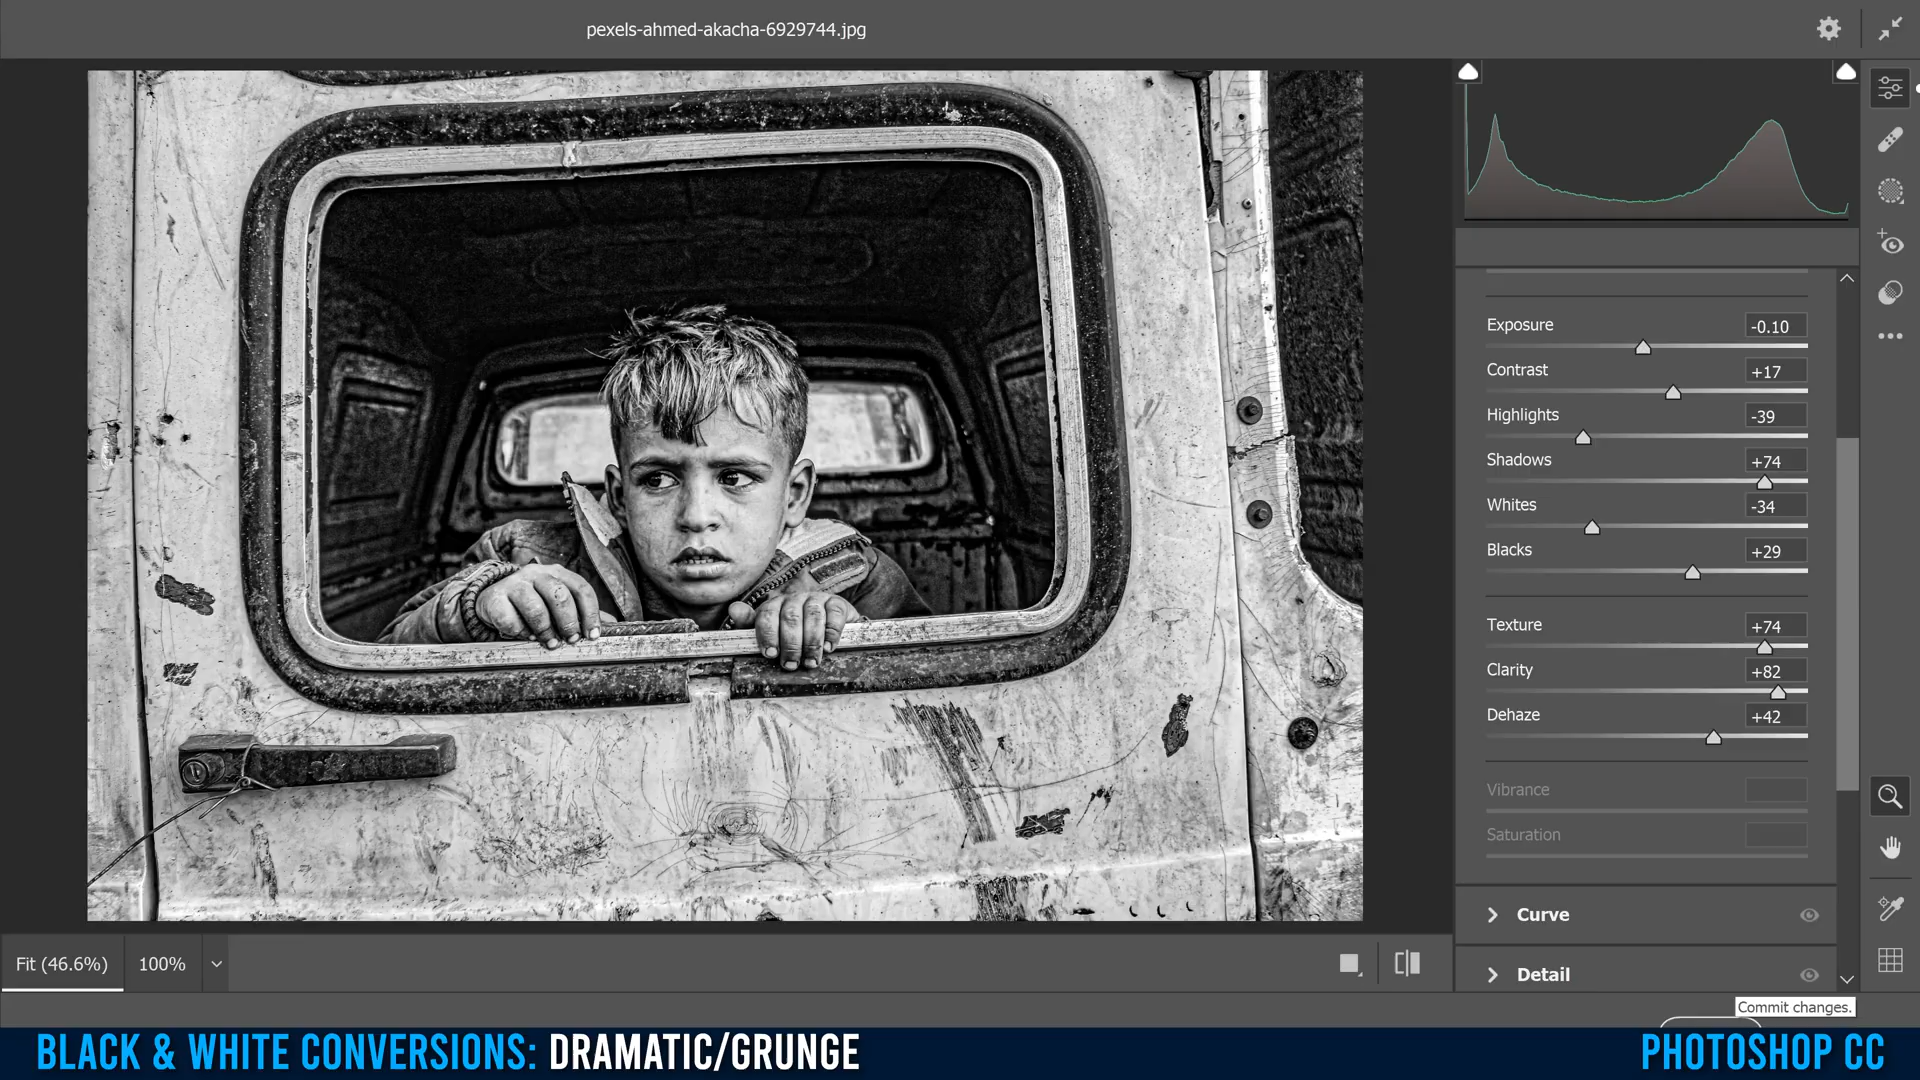 pexels-ahmed-akacha-6929744.jpg
Exposure -0.10
Contrast +17
Highlights -39
Shadows +74
Whites -34
Blacks +29
Texture +74
Clarity +82
Dehaze +42
Vibrance
Saturation
Curve
Detail
Fit (46.6%) 100%
Commit changes.
BLACK & WHITE CONVERSIONS: DRAMATIC/GRUNGE
PHOTOSHOP CC